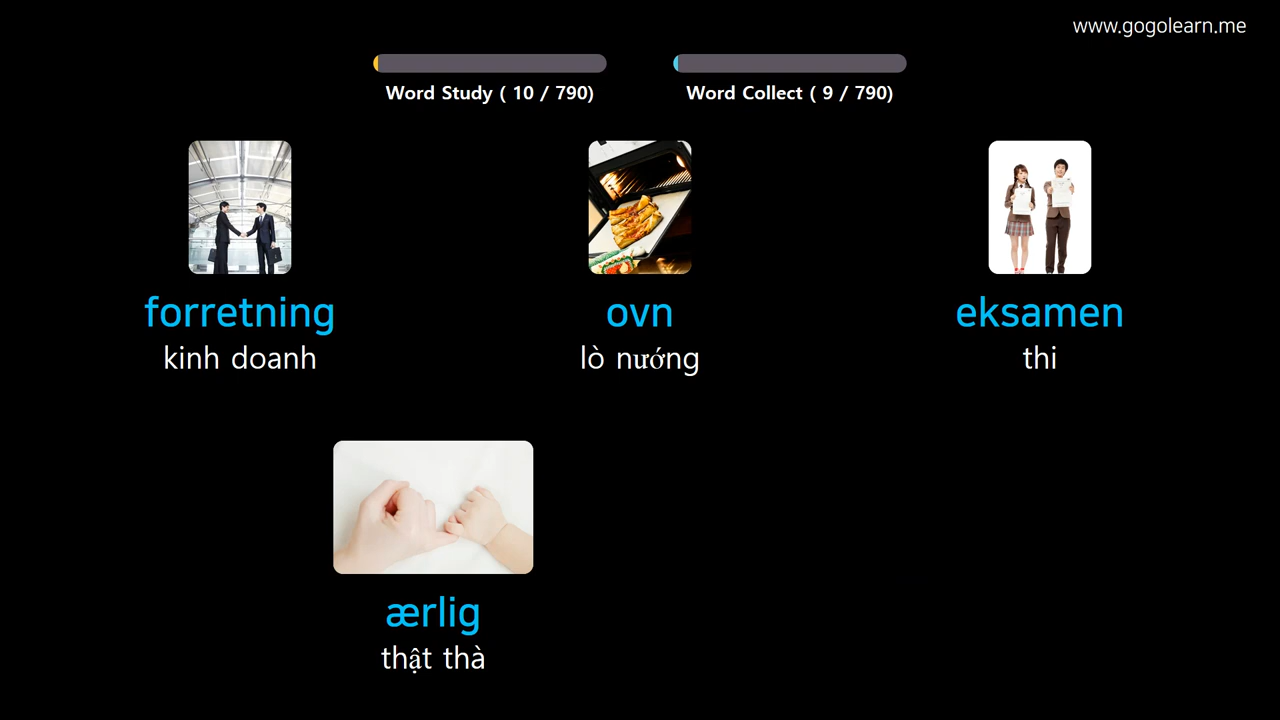 www.gogolearn.me
Word Study ( 10 / 790)
Word Collect ( 9 / 790)
forretning
kinh doanh
ovn
lò nướng
eksamen
thi
ærlig
thật thà